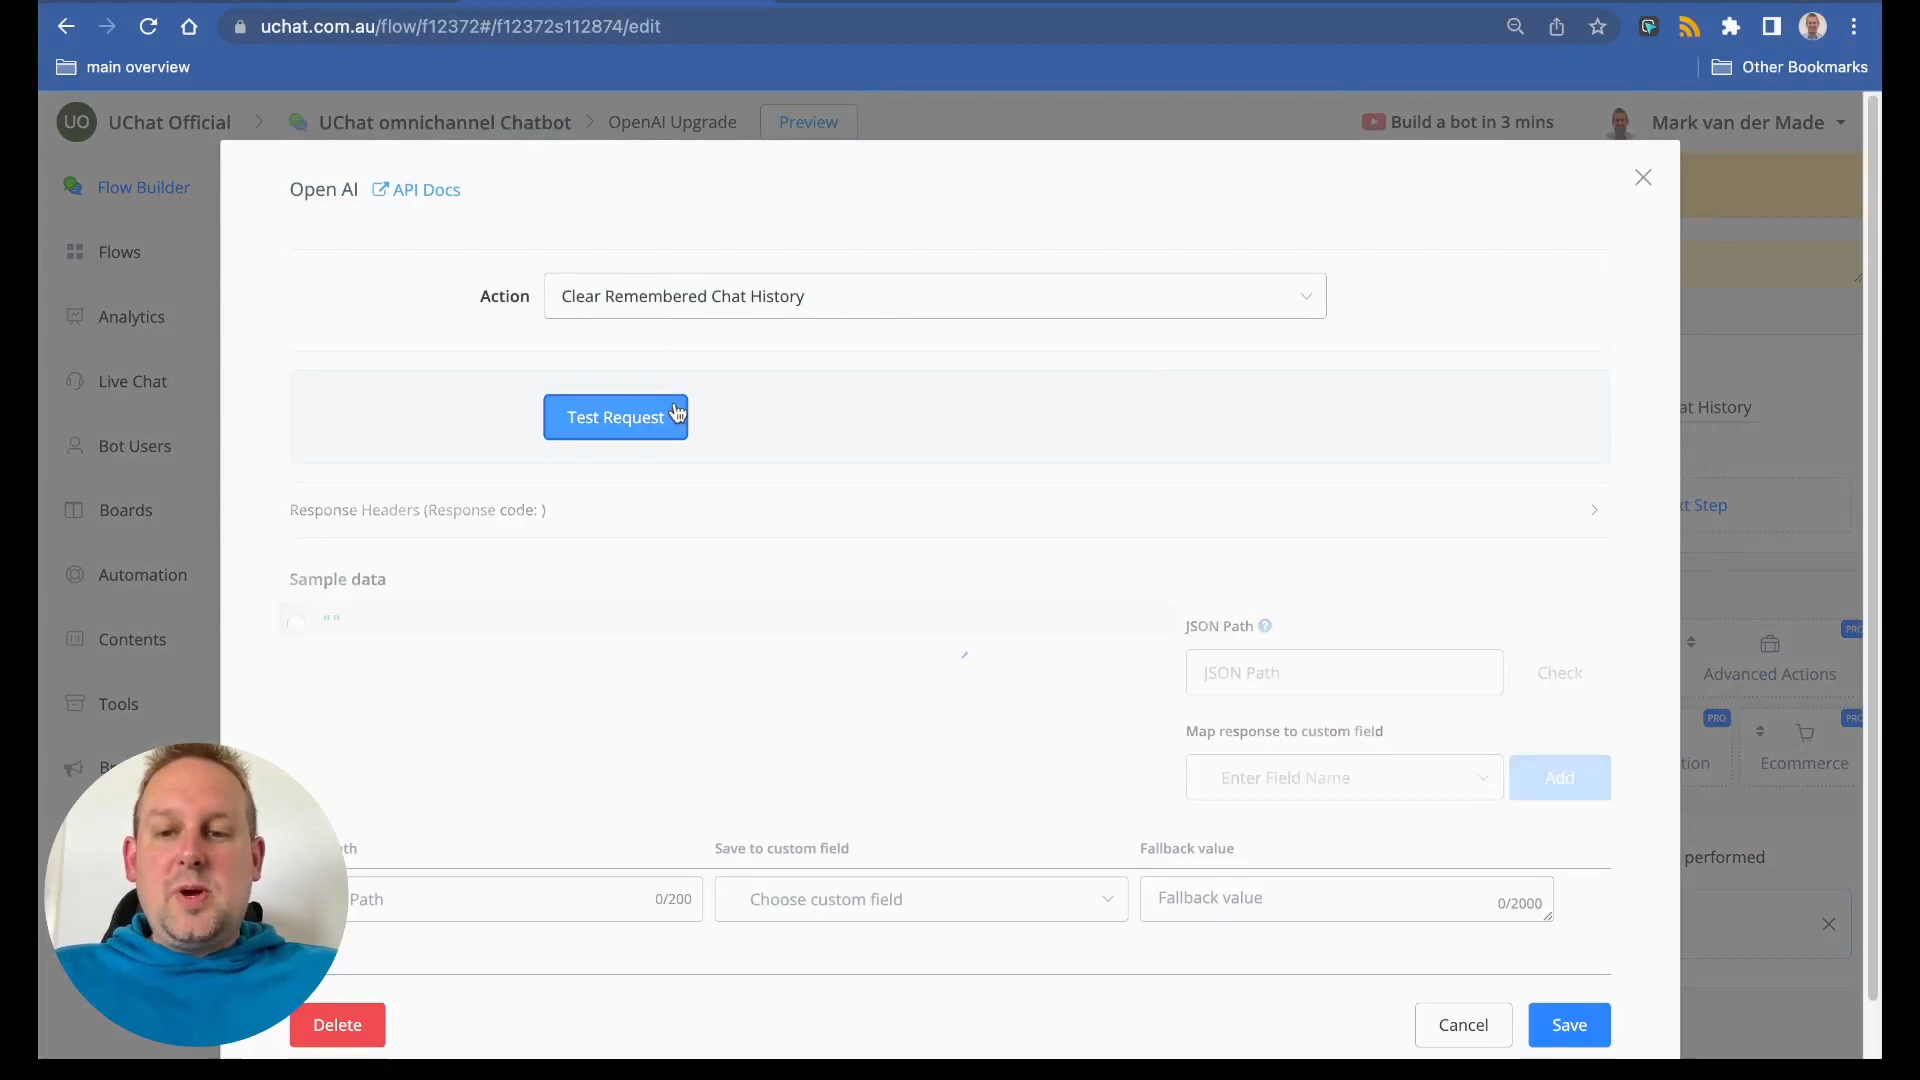 uchat.com.au/flow/f12372#/f12372s112874/edit
main overview
Other Bookmarks
UO UChat Official > UChat omnichannel Chatbot > OpenAI Upgrade Preview
Build a bot in 3 mins Mark van der Made
Open AI API Docs
Flow Builder
Flows
Analytics
Live Chat
Bot Users
Boards
Automation
Contents
Tools
Action Clear Remembered Chat History
Test Request
at History
Response Headers (Response code: )
xt Step
Sample data
""
JSON Path
JSON Path Check
PRO
Advanced Actions
Map response to custom field
PRO
Enter Field Name Add
tion Ecommerce
Save to custom field Fallback value
performed
Path 0/200 Choose custom field Fallback value 0/2000
Delete Cancel Save